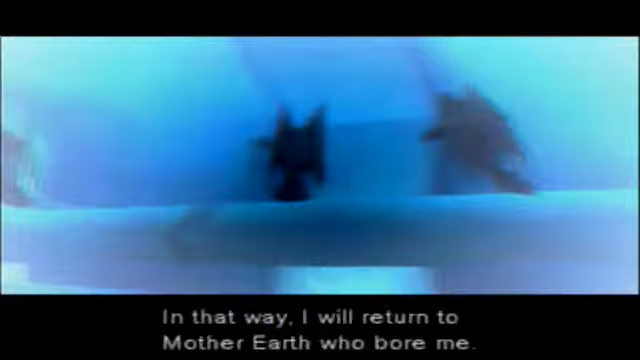 In that way, I will return to
Mother Earth who bore me.